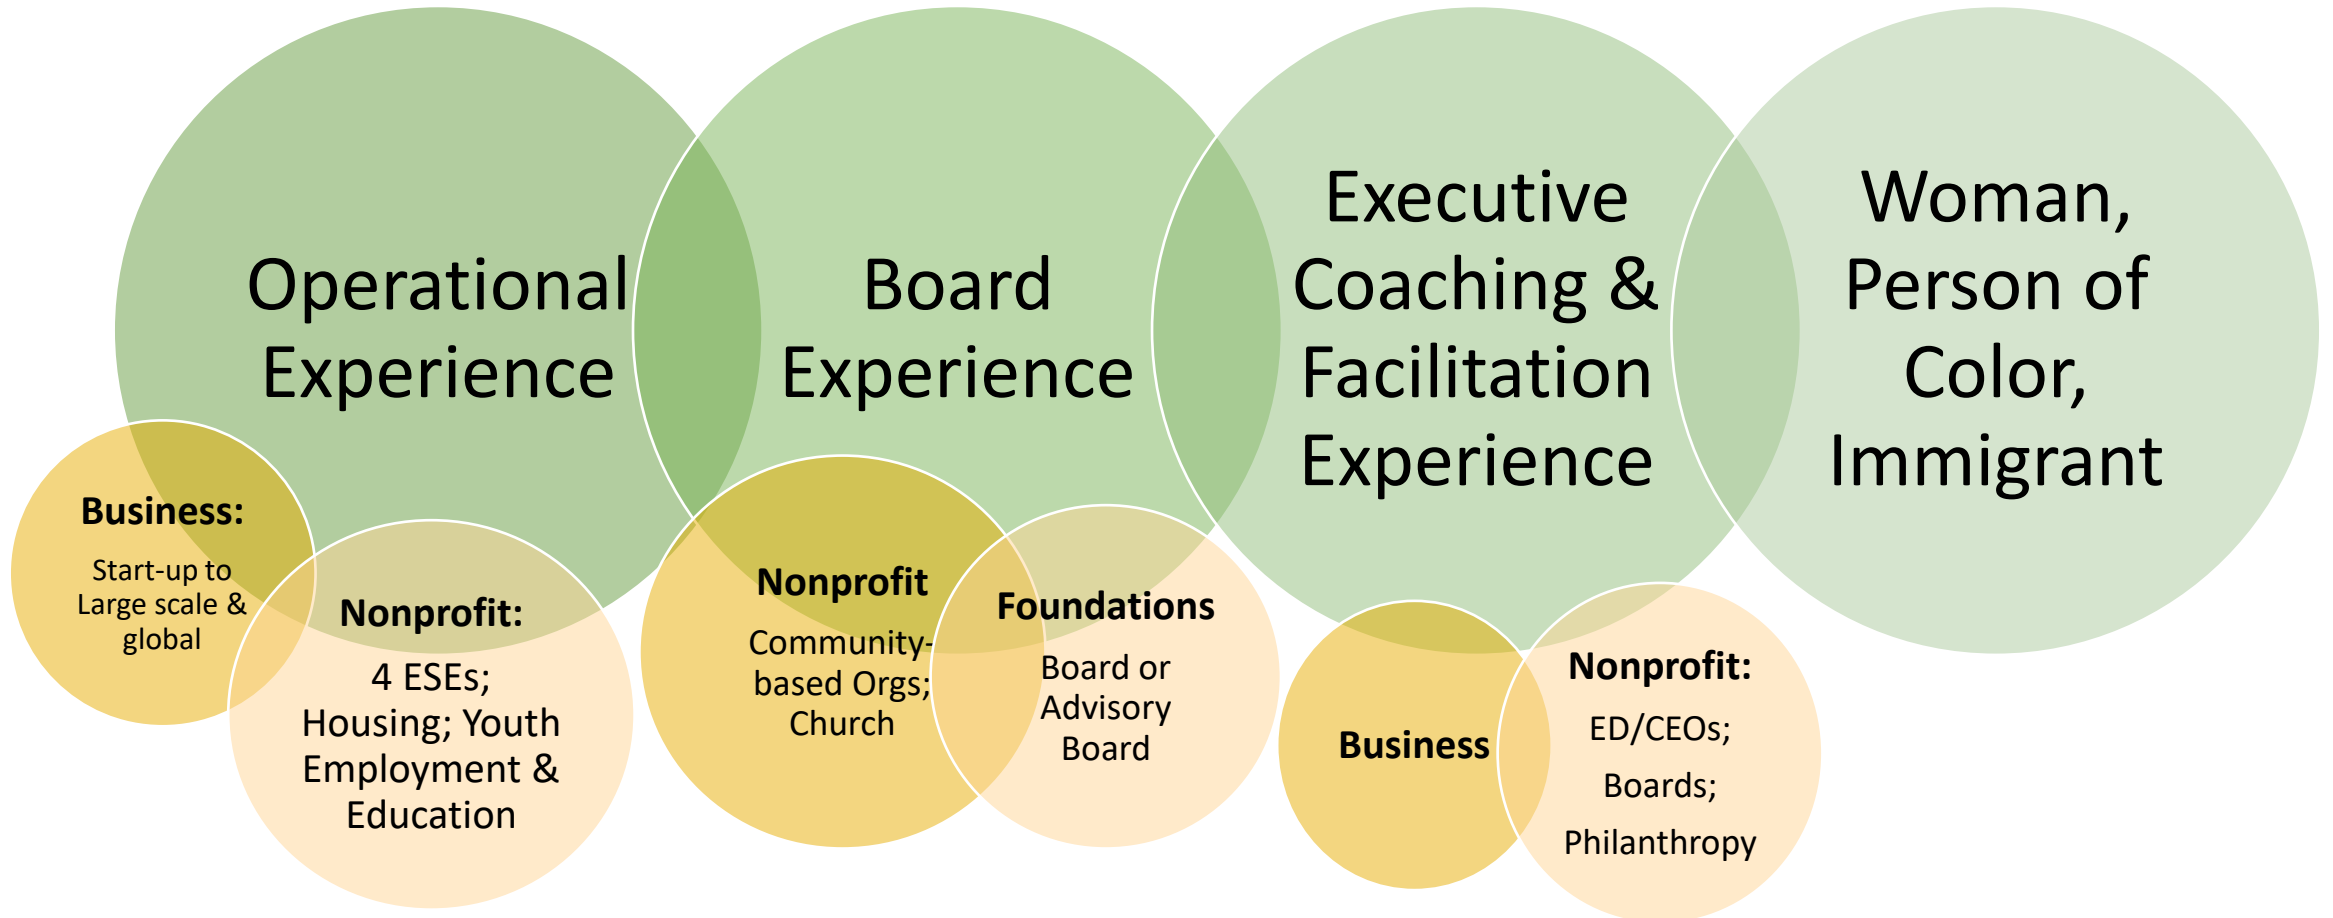 Operational
Experience
Business:
Start-up to
Large scale &
global
Nonprofit:
4 ESEs;
Housing; Youth
Employment &
Education
Board
Experience
Nonprofit
Community-
based Orgs;
Church
Foundations
Board or
Advisory
Board
Executive
Coaching &
Facilitation
Experience
Business
Nonprofit:
ED/CEOs;
Boards;
Philanthropy
Woman,
Person of
Color,
Immigrant